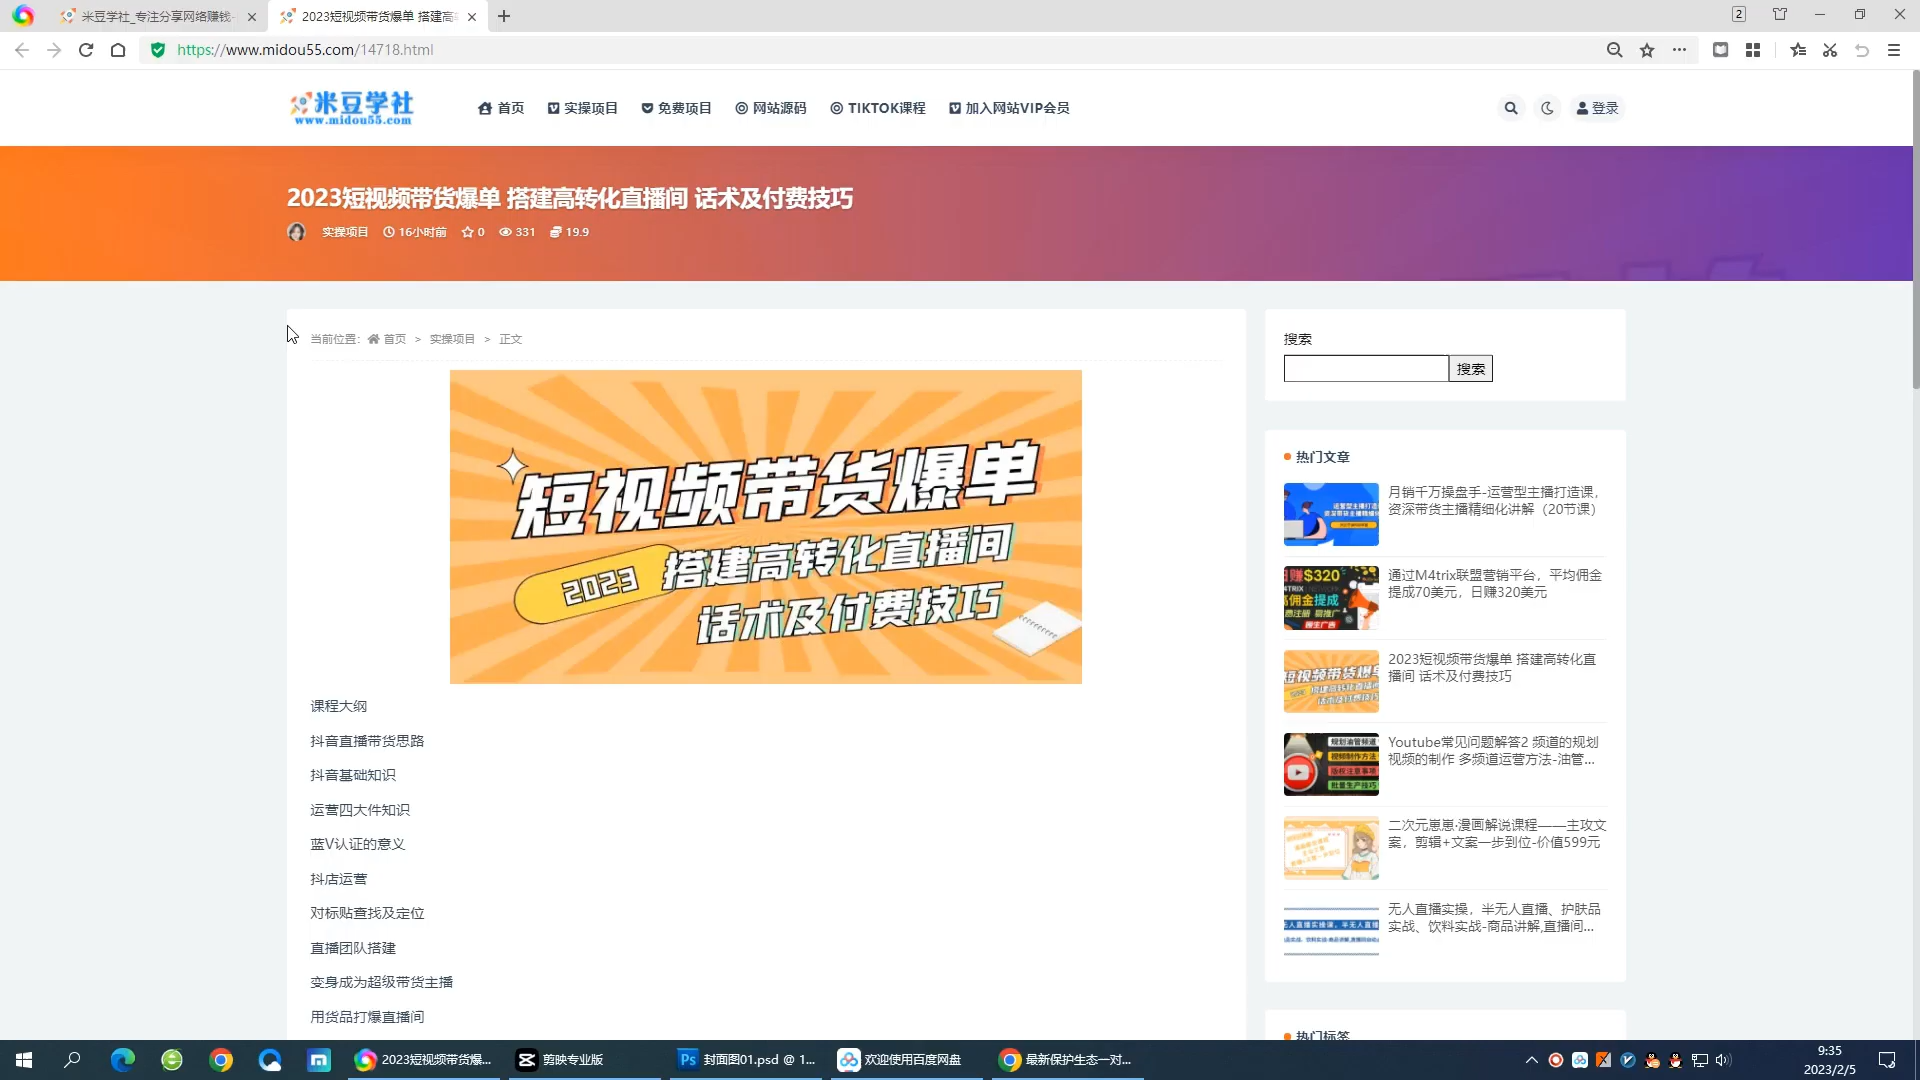 米豆学社_专注分享网络赚钱
2023短视频带货爆单 搭建高
2
https://www.midou55.com/14718.html
米豆学社
www.midou55.com
首页
实操项目
免费项目
网站源码
TIKTOK课程
加入网站VIP会员
登录
2023短视频带货爆单 搭建高转化直播间 话术及付费技巧
实操项目 16小时前 0 331 19.9
当前位置: 首页 > 实操项目 > 正文
短视频带货爆单
2023 搭建高转化直播间
话术及付费技巧
课程大纲
抖音直播带货思路
抖音基础知识
运营四大件知识
蓝V认证的意义
抖店运营
对标贴查找及定位
直播团队搭建
变身成为超级带货主播
用货品打爆直播间
搜索
搜索
热门文章
月销千万操盘手-运营型主播打造课，
资深带货主播精细化讲解（20节课）
通过M4trix联盟营销平台，平均佣金
提成70美元，日赚320美元
2023短视频带货爆单 搭建高转化直
播间 话术及付费技巧
Youtube常见问题解答2 频道的规划
视频的制作 多频道运营方法-油管...
二次元崽崽·漫画解说课程——主攻文
案，剪辑+文案一步到位-价值599元
无人直播实操，半无人直播、护肤品
实战、饮料实战-商品讲解,直播间...
热门标签
2023短视频带货爆...
剪映专业版
封面图01.psd @ 1...
欢迎使用百度网盘
最新保护生态一对...
9:35
2023/2/5